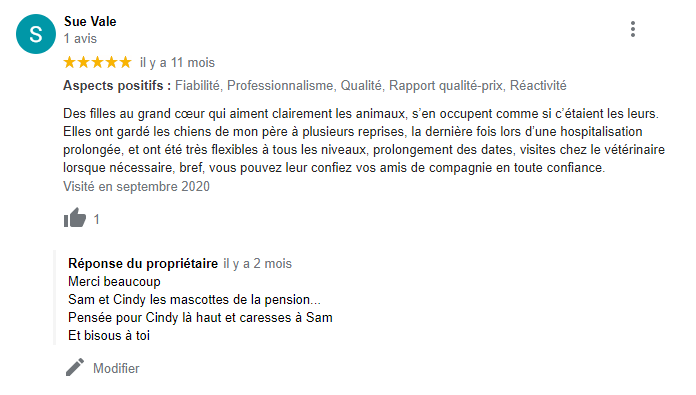 S
Sue Vale
1 avis
il y a 11 mois
Aspects positifs : Fiabilité, Professionnalisme, Qualité, Rapport qualité-prix, Réactivité
Des filles au grand cœur qui aiment clairement les animaux, s'en occupent comme si c'étaient les leurs.
Elles ont gardé les chiens de mon père à plusieurs reprises, la dernière fois lors d'une hospitalisation
prolongée, et ont été très flexibles à tous les niveaux, prolongement des dates, visites chez le vétérinaire
lorsque nécessaire, bref, vous pouvez leur confiez vos amis de compagnie en toute confiance.
Visité en septembre 2020
1
Réponse du propriétaire il y a 2 mois
Merci beaucoup
Sam et Cindy les mascottes de la pension...
Pensée pour Cindy là haut et caresses à Sam
Et bisous à toi
Modifier